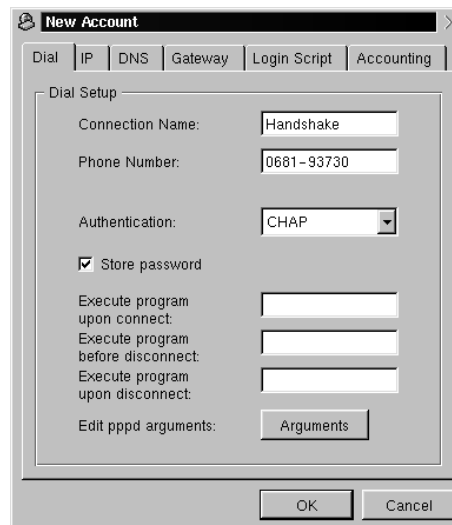 New Account
Dial IP DNS Gateway Login Script Accounting
Dial Setup
Connection Name: Handshake
Phone Number: 0681-93730
Authentication: CHAP
Store password
Execute program
upon connect:
Execute program
before disconnect:
Execute program
upon disconnect:
Edit pppd arguments: Arguments
OK Cancel